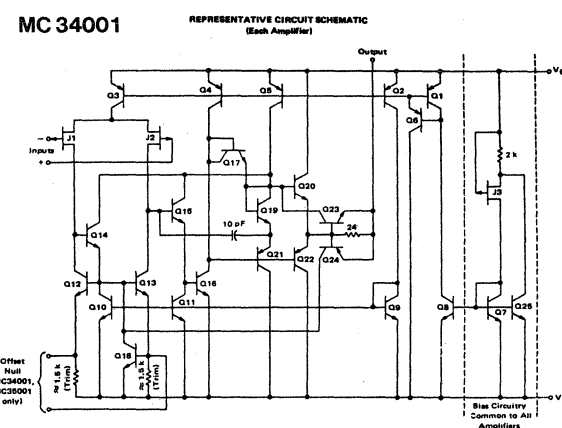 MC 34001
REPRESENTATIVE CIRCUIT SCHEMATIC
(Each Amplifier)
Output
Q3
Q4
Q5
Q2
Q1
Q6
J1
J2
–
Inputs
+
Q17
2 k
J3
Q15
Q19
Q20
Q23
10 pF
24
Q14
Q21
Q22
Q24
Q12
Q13
Q16
Q10
Q11
Q9
Q8
Q7
Q25
Q18
Offset
Null
C34001,
C35001
only)
≈ 1.5 k
(Trim)
≈ 1.5 k
(Trim)
Bias Circuitry
Common to All
Amplifiers